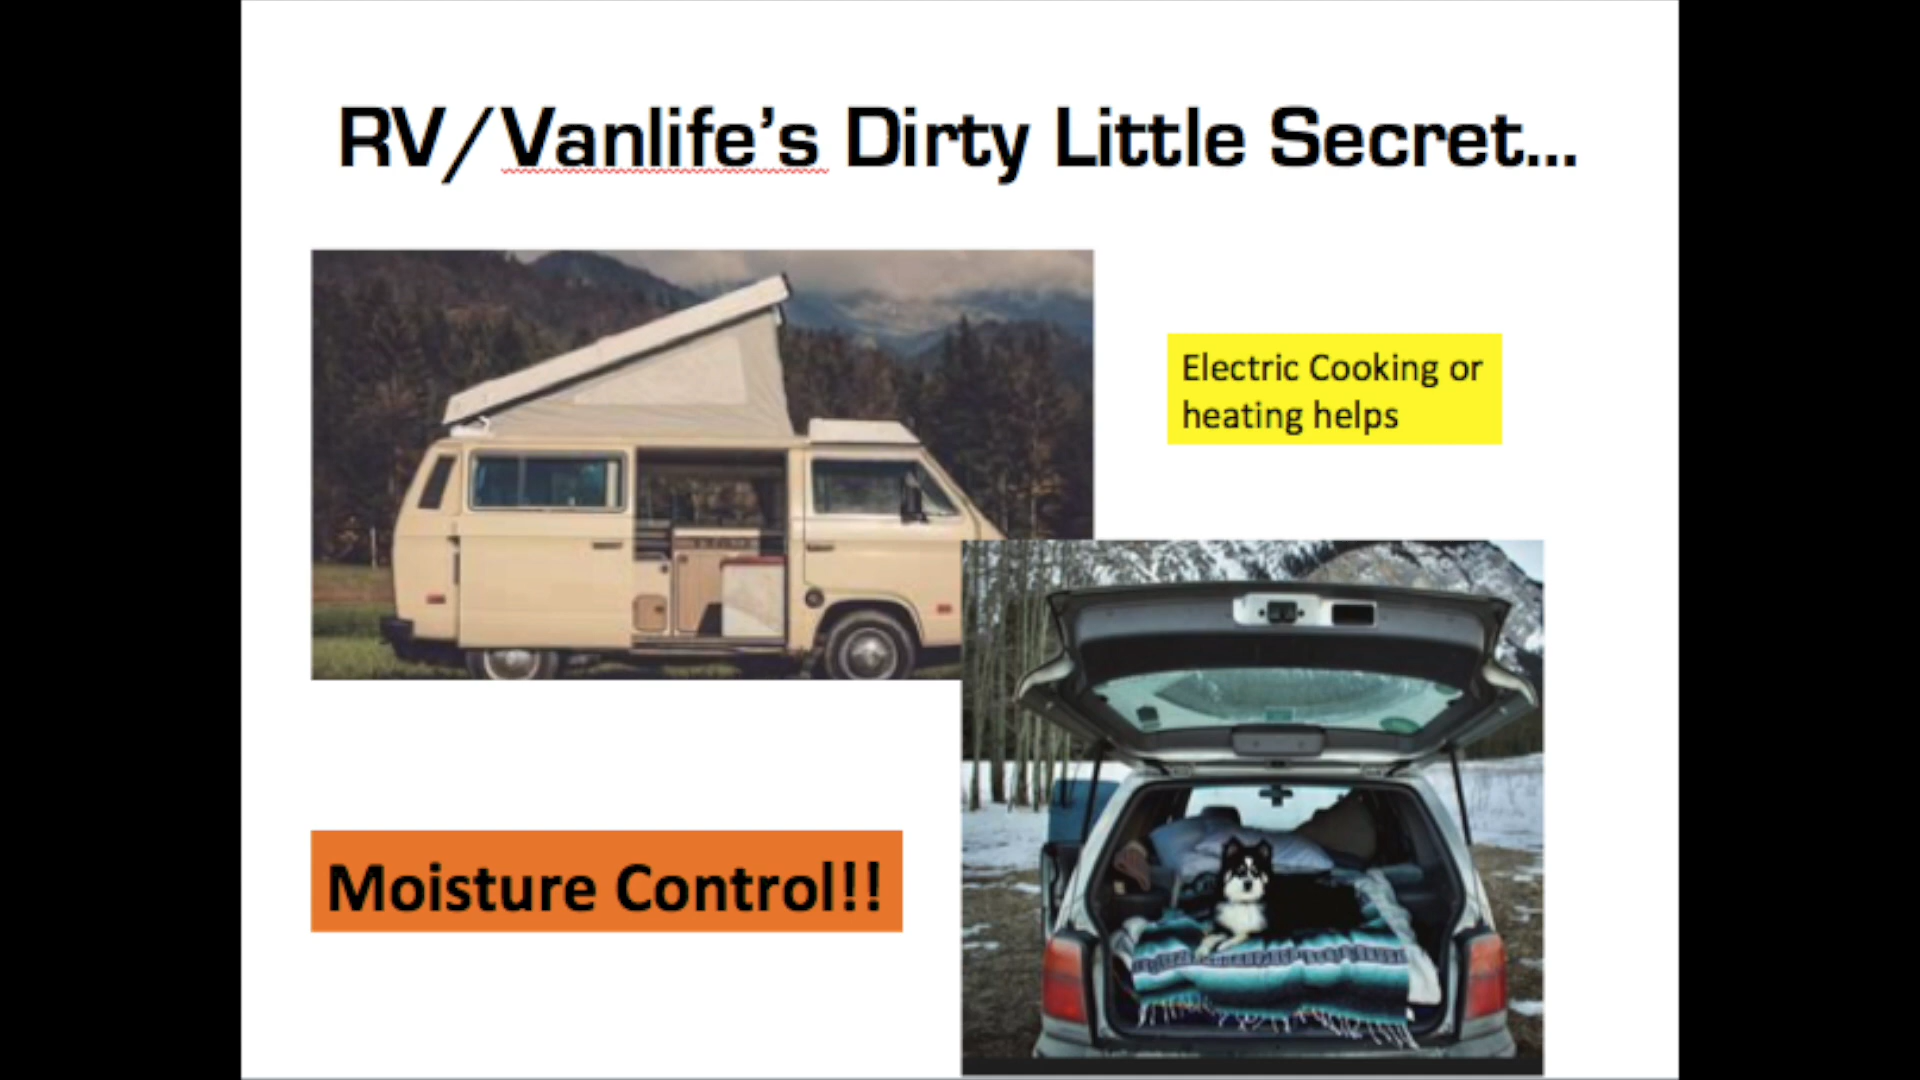 RV/Vanlife’s Dirty Little Secret...
Electric Cooking or
heating helps
Moisture Control!!